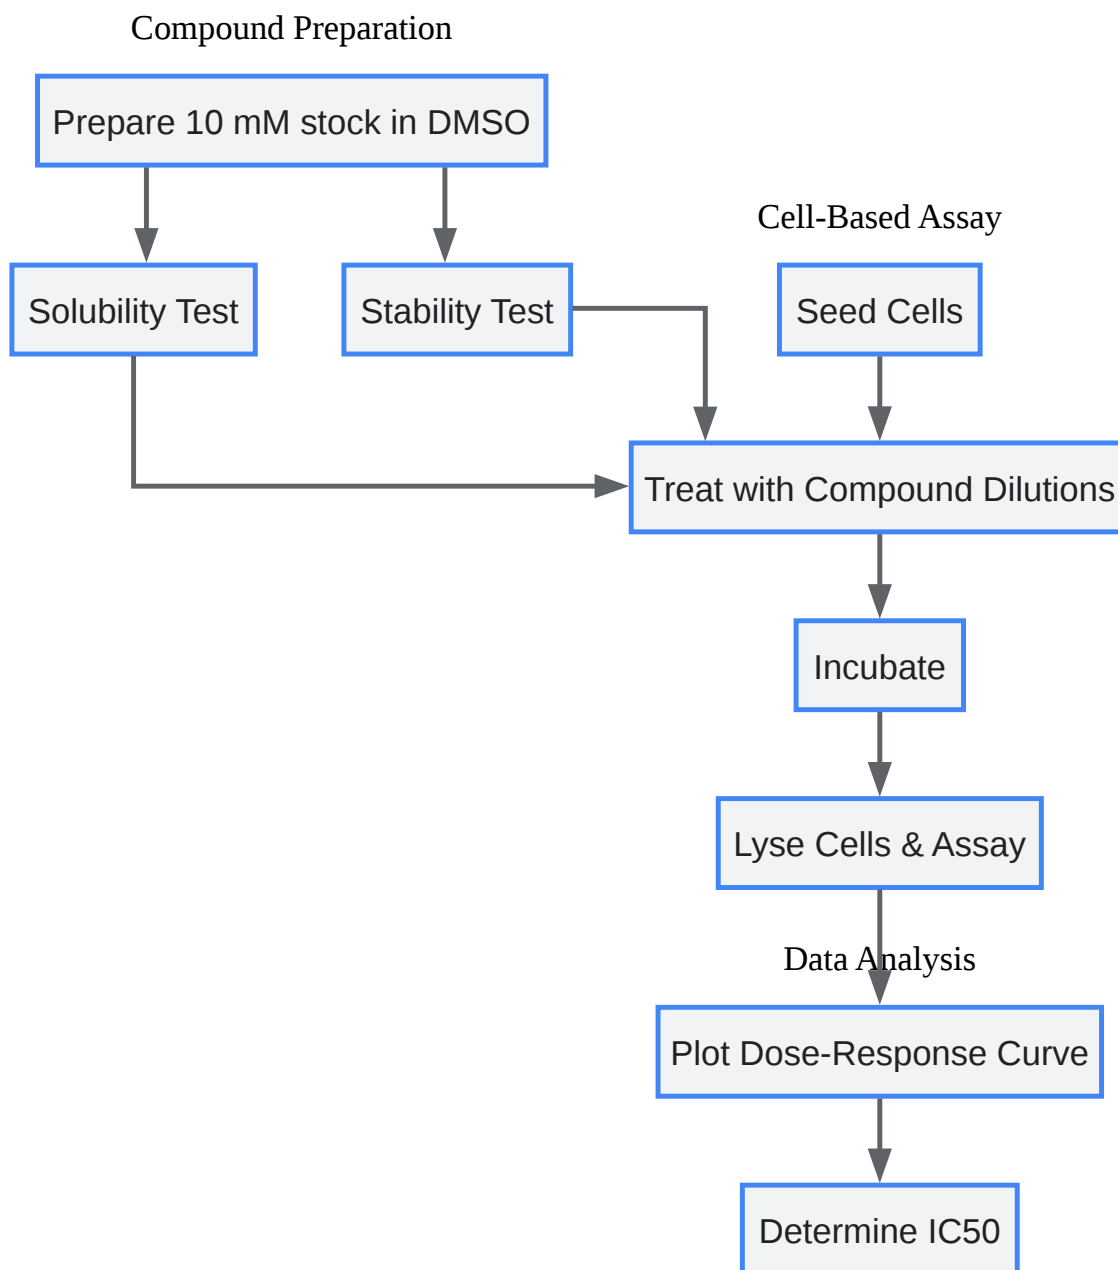 Compound Preparation
Prepare 10 mM stock in DMSO
Solubility Test
Stability Test
Cell-Based Assay
Seed Cells
Treat with Compound Dilutions
Incubate
Lyse Cells & Assay
Data Analysis
Plot Dose-Response Curve
Determine IC50